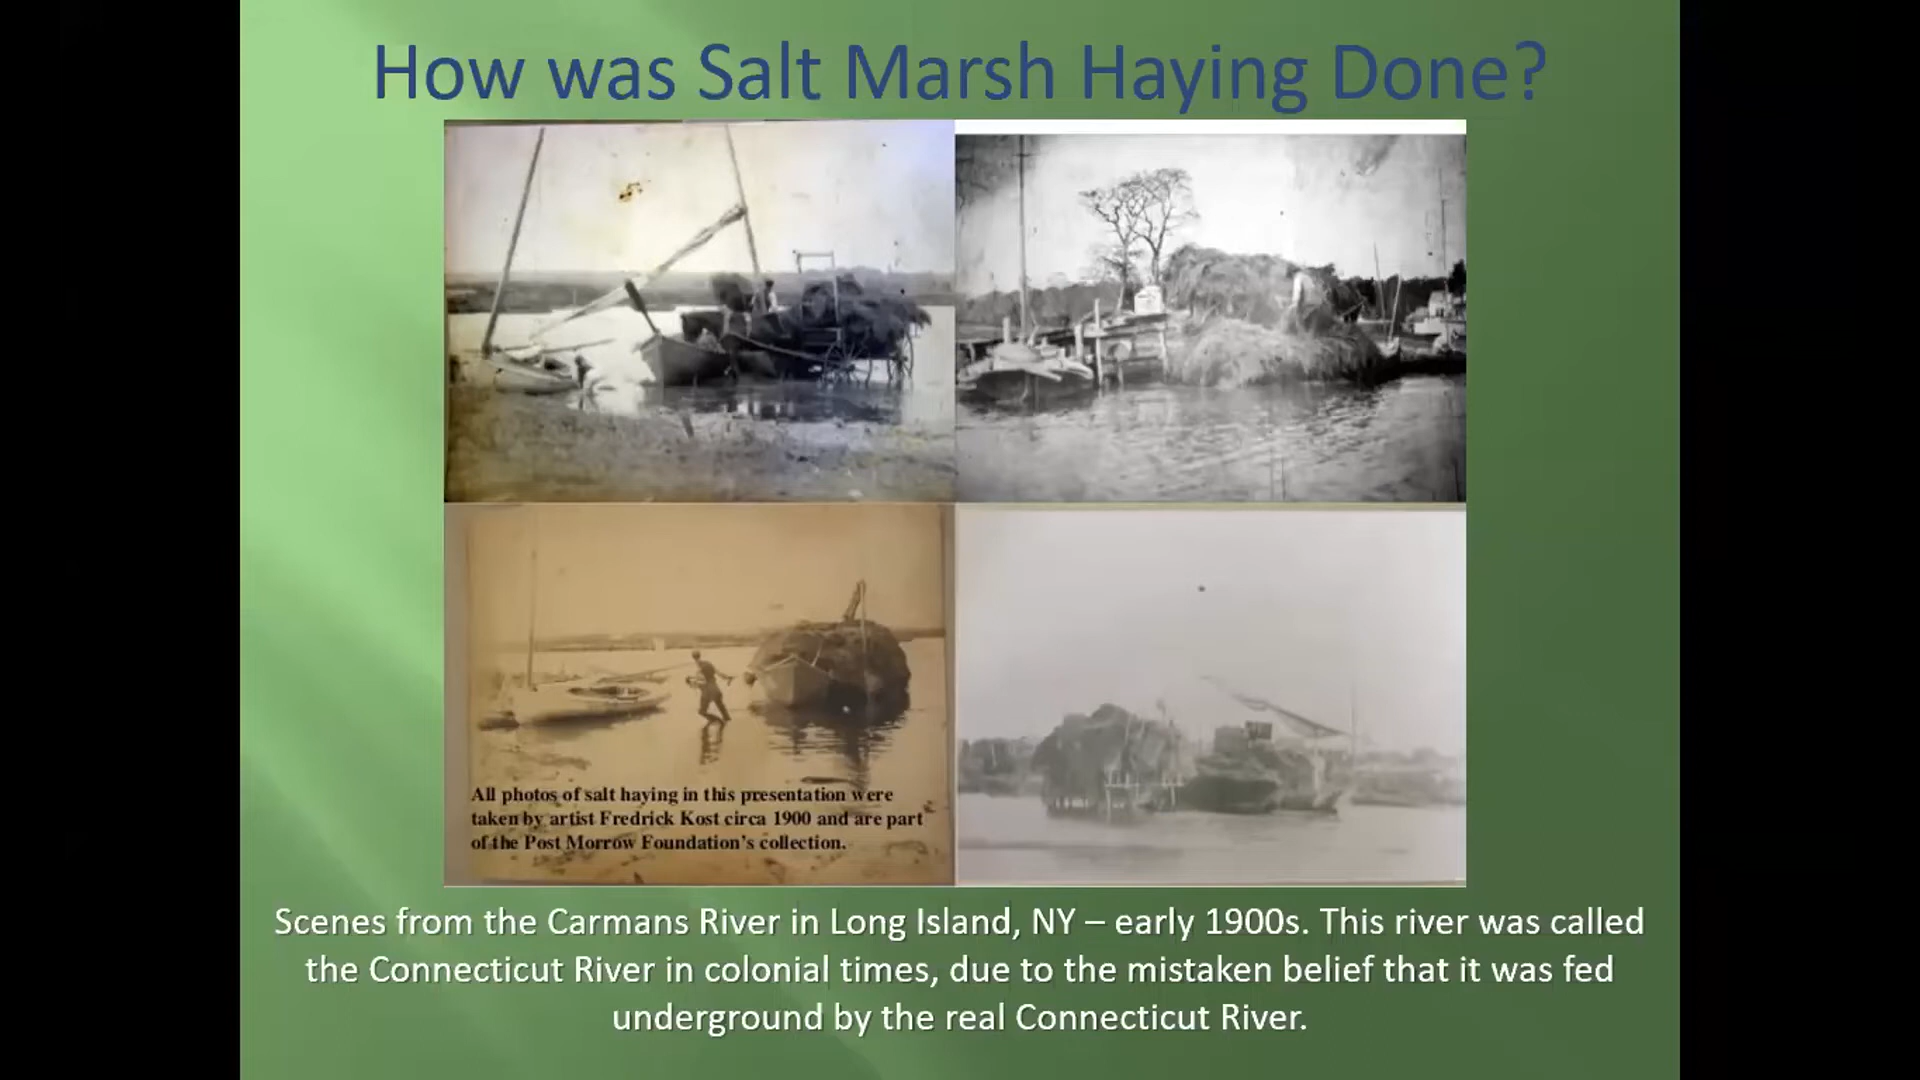 How was Salt Marsh Haying Done?
All photos of salt haying in this presentation were
taken by artist Fredrick Kost circa 1900 and are part
of the Post Morrow Foundation's collection.
Scenes from the Carmans River in Long Island, NY – early 1900s. This river was called
the Connecticut River in colonial times, due to the mistaken belief that it was fed
underground by the real Connecticut River.